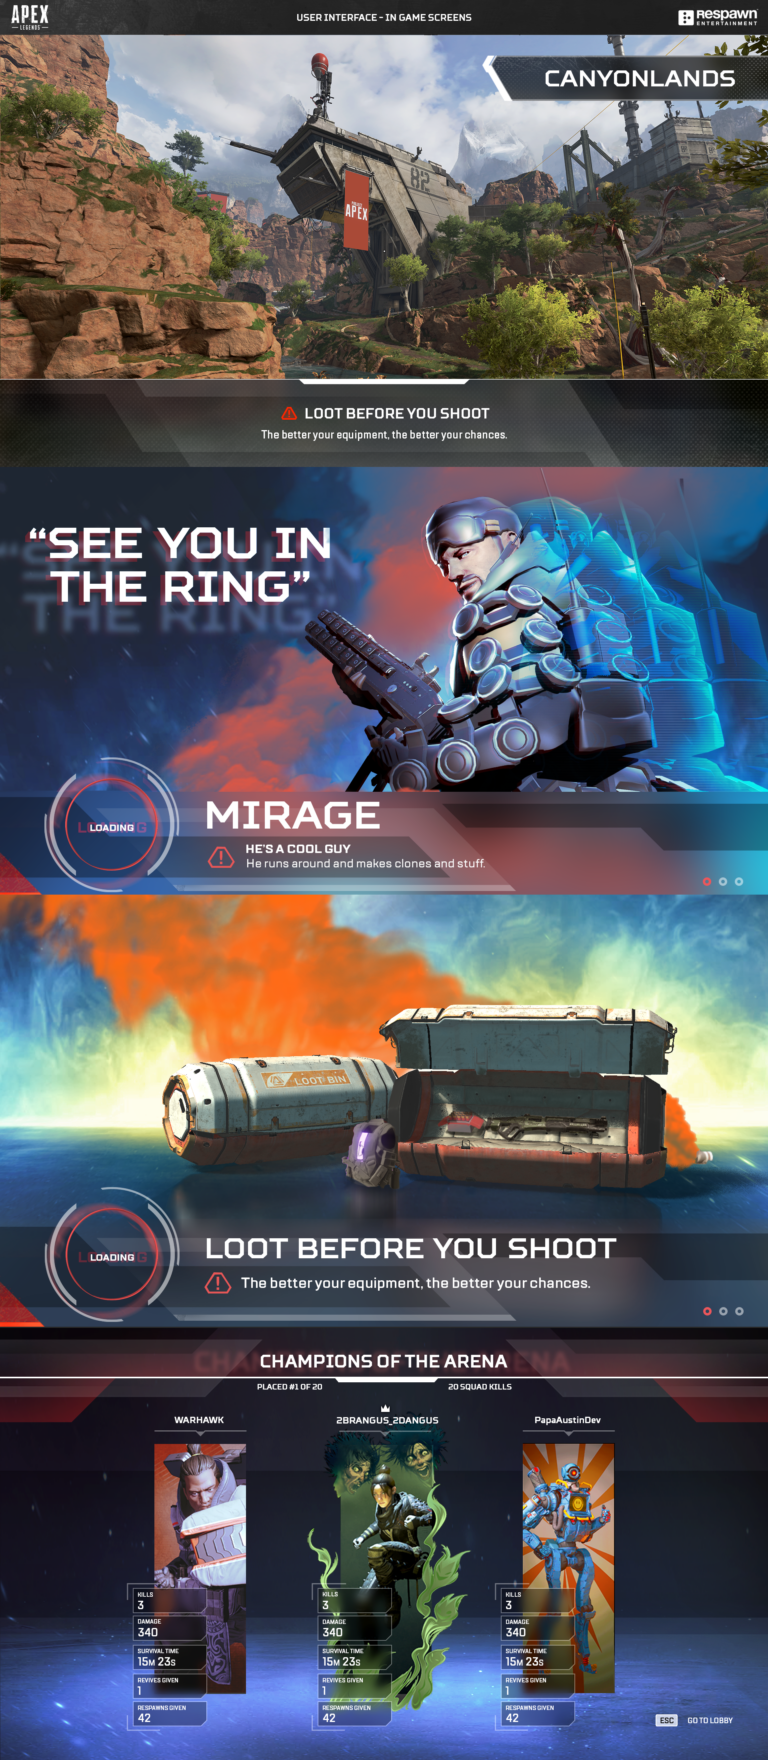 APEX
LEGENDS
USER INTERFACE - IN GAME SCREENS
Respawn
ENTERTAINMENT
CANYONLANDS
82
APEX
LOOT BEFORE YOU SHOOT
The better your equipment, the better your chances.
“SEE YOU IN
THE RING”
LOADING
MIRAGE
HE'S A COOL GUY
He runs around and makes clones and stuff.
LOOT BIN
LOADING
LOOT BEFORE YOU SHOOT
The better your equipment, the better your chances.
CHAMPIONS OF THE ARENA
PLACED #1 OF 20
20 SQUAD KILLS
WARHAWK
2BRANGUS_2DANGUS
PapaAustinDev
KILLS
3
DAMAGE
340
SURVIVAL TIME
15M 23S
REVIVES GIVEN
1
RESPAWNS GIVEN
42
KILLS
3
DAMAGE
340
SURVIVAL TIME
15M 23S
REVIVES GIVEN
1
RESPAWNS GIVEN
42
KILLS
3
DAMAGE
340
SURVIVAL TIME
15M 23S
REVIVES GIVEN
1
RESPAWNS GIVEN
42
ESC GO TO LOBBY